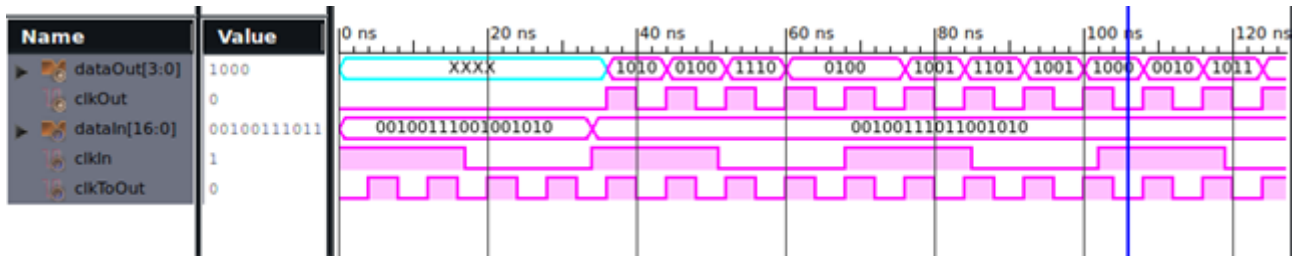 Name Value 0 ns 20 ns 40 ns 60 ns 80 ns 100 ns 120 ns
dataOut[3:0] 1000 XXXX 1010 0100 1110 0100 1001 1101 1001 1000 0010 1011
clkOut 0
dataIn[16:0] 00100111011 00100111001001010 00100111011001010
clkIn 1
clkToOut 0